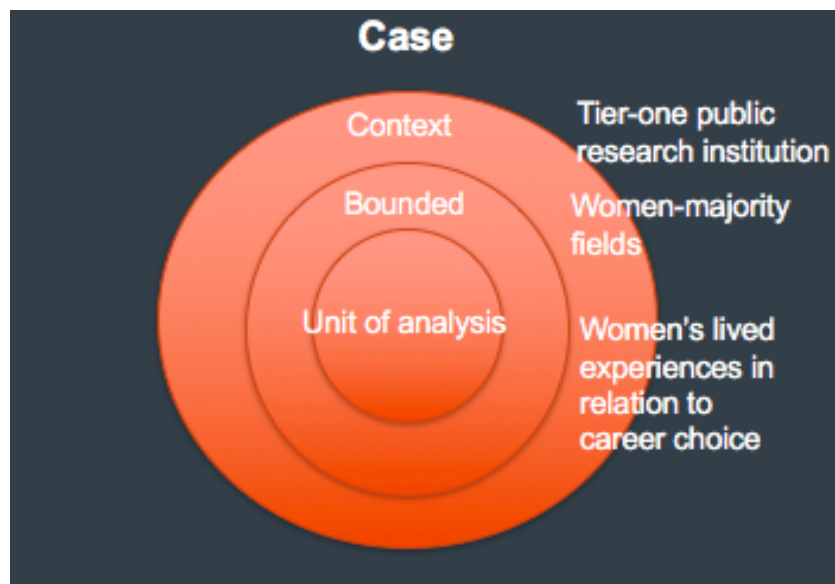 Case
Context
Tier-one public
research institution
Bounded
Women-majority
fields
Unit of analysis
Women's lived
experiences in
relation to
career choice